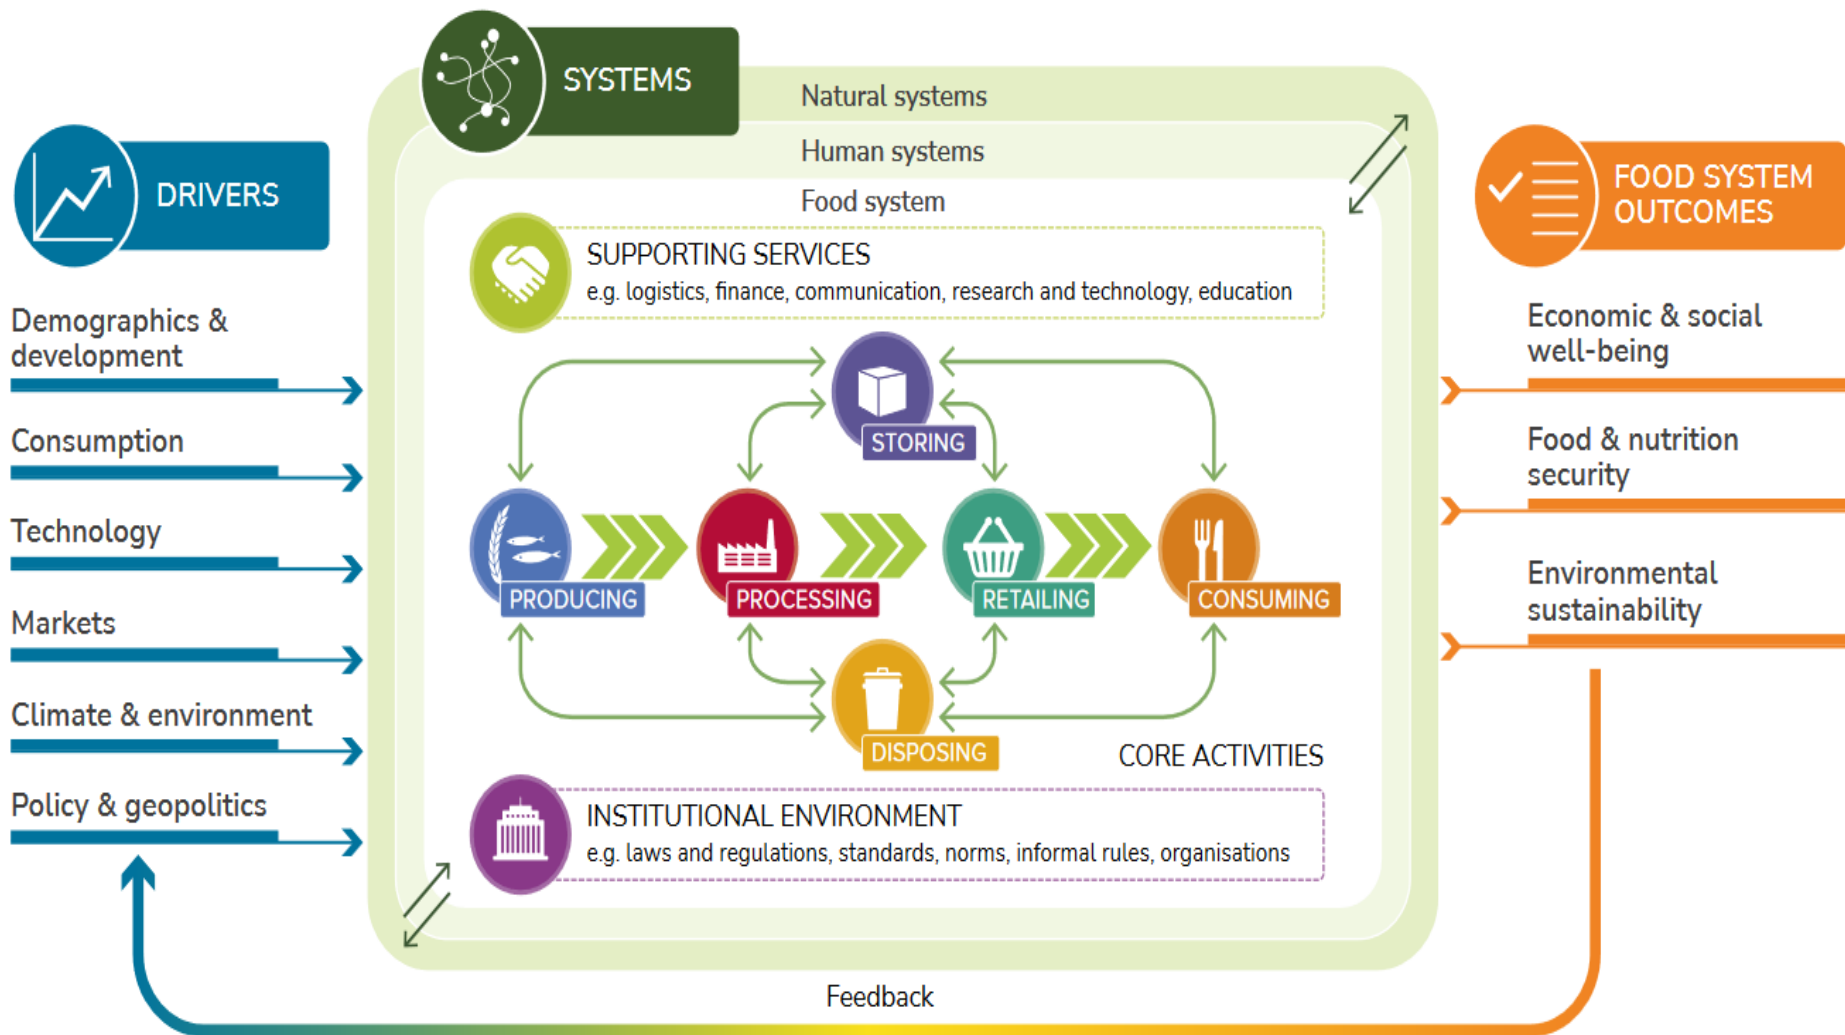 SYSTEMS
Natural systems
Human systems
Food system
DRIVERS
Demographics &
development
Consumption
Technology
Markets
Climate & environment
Policy & geopolitics
SUPPORTING SERVICES
e.g. logistics, finance, communication, research and technology, education
STORING
PRODUCING
PROCESSING
RETAILING
CONSUMING
DISPOSING
CORE ACTIVITIES
INSTITUTIONAL ENVIRONMENT
e.g. laws and regulations, standards, norms, informal rules, organisations
FOOD SYSTEM
OUTCOMES
Economic & social
well-being
Food & nutrition
security
Environmental
sustainability
Feedback